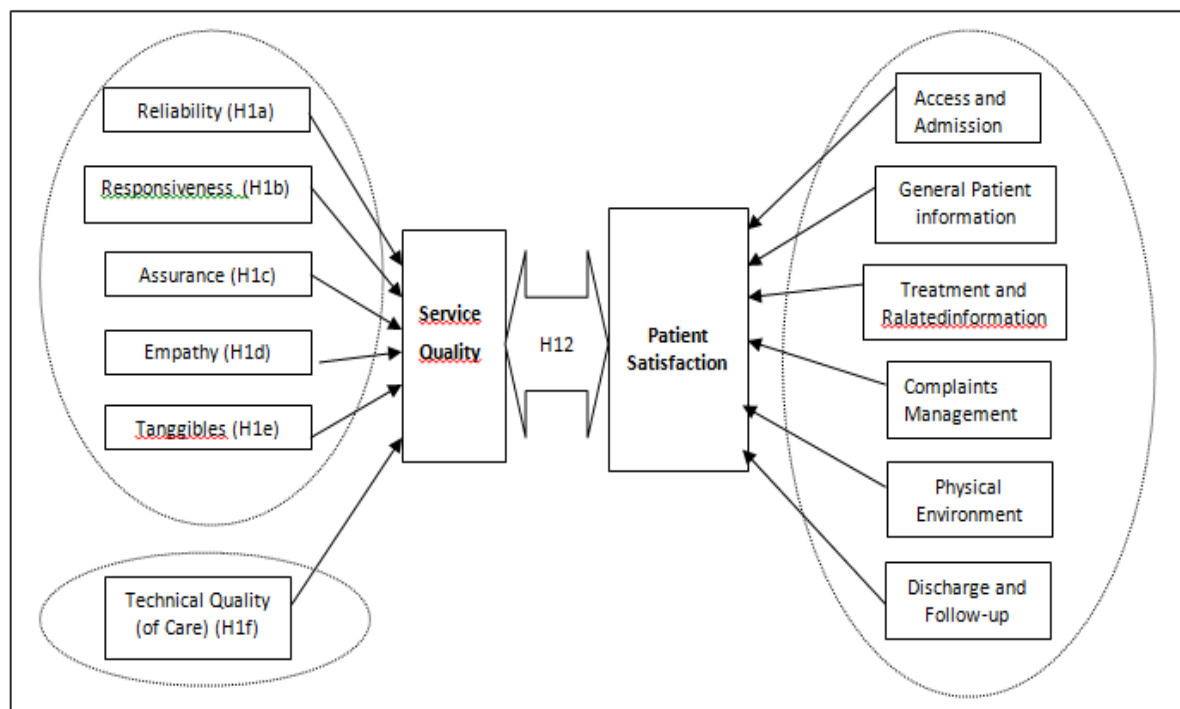 Reliability (H1a)
Responsiveness (H1b)
Assurance (H1c)
Empathy (H1d)
Tanggibles (H1e)
Technical Quality
(of Care) (H1f)
Service
Quality
H12
Patient
Satisfaction
Access and
Admission
General Patient
information
Treatment and
Ralatedinformation
Complaints
Management
Physical
Environment
Discharge and
Follow-up